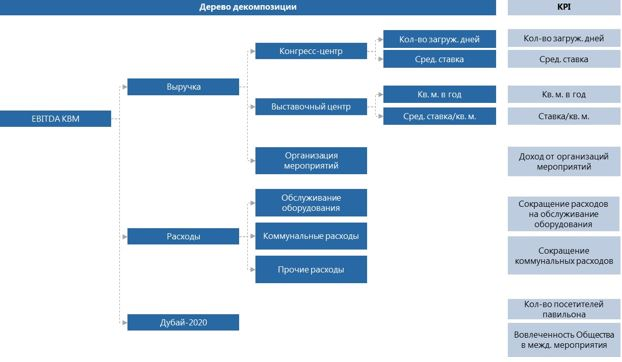 Дерево декомпозиции
KPI
Конгресс-центр
Кол-во загруж. дней
Кол-во загруж. дней
Сред. ставка
Сред. ставка
Выручка
Выставочный центр
Кв. м. в год
Кв. м. в год
Сред. ставка/кв. м.
Ставка/кв. м.
EBITDA КВМ
Организация
мероприятий
Доход от организаций
мероприятий
Обслуживание
оборудования
Сокращение расходов
на обслуживание
оборудования
Расходы
Коммунальные расходы
Сокращение
коммунальных расходов
Прочие расходы
Дубай-2020
Кол-во посетителей
павильона
Вовлеченность Общества
в межд. мероприятия